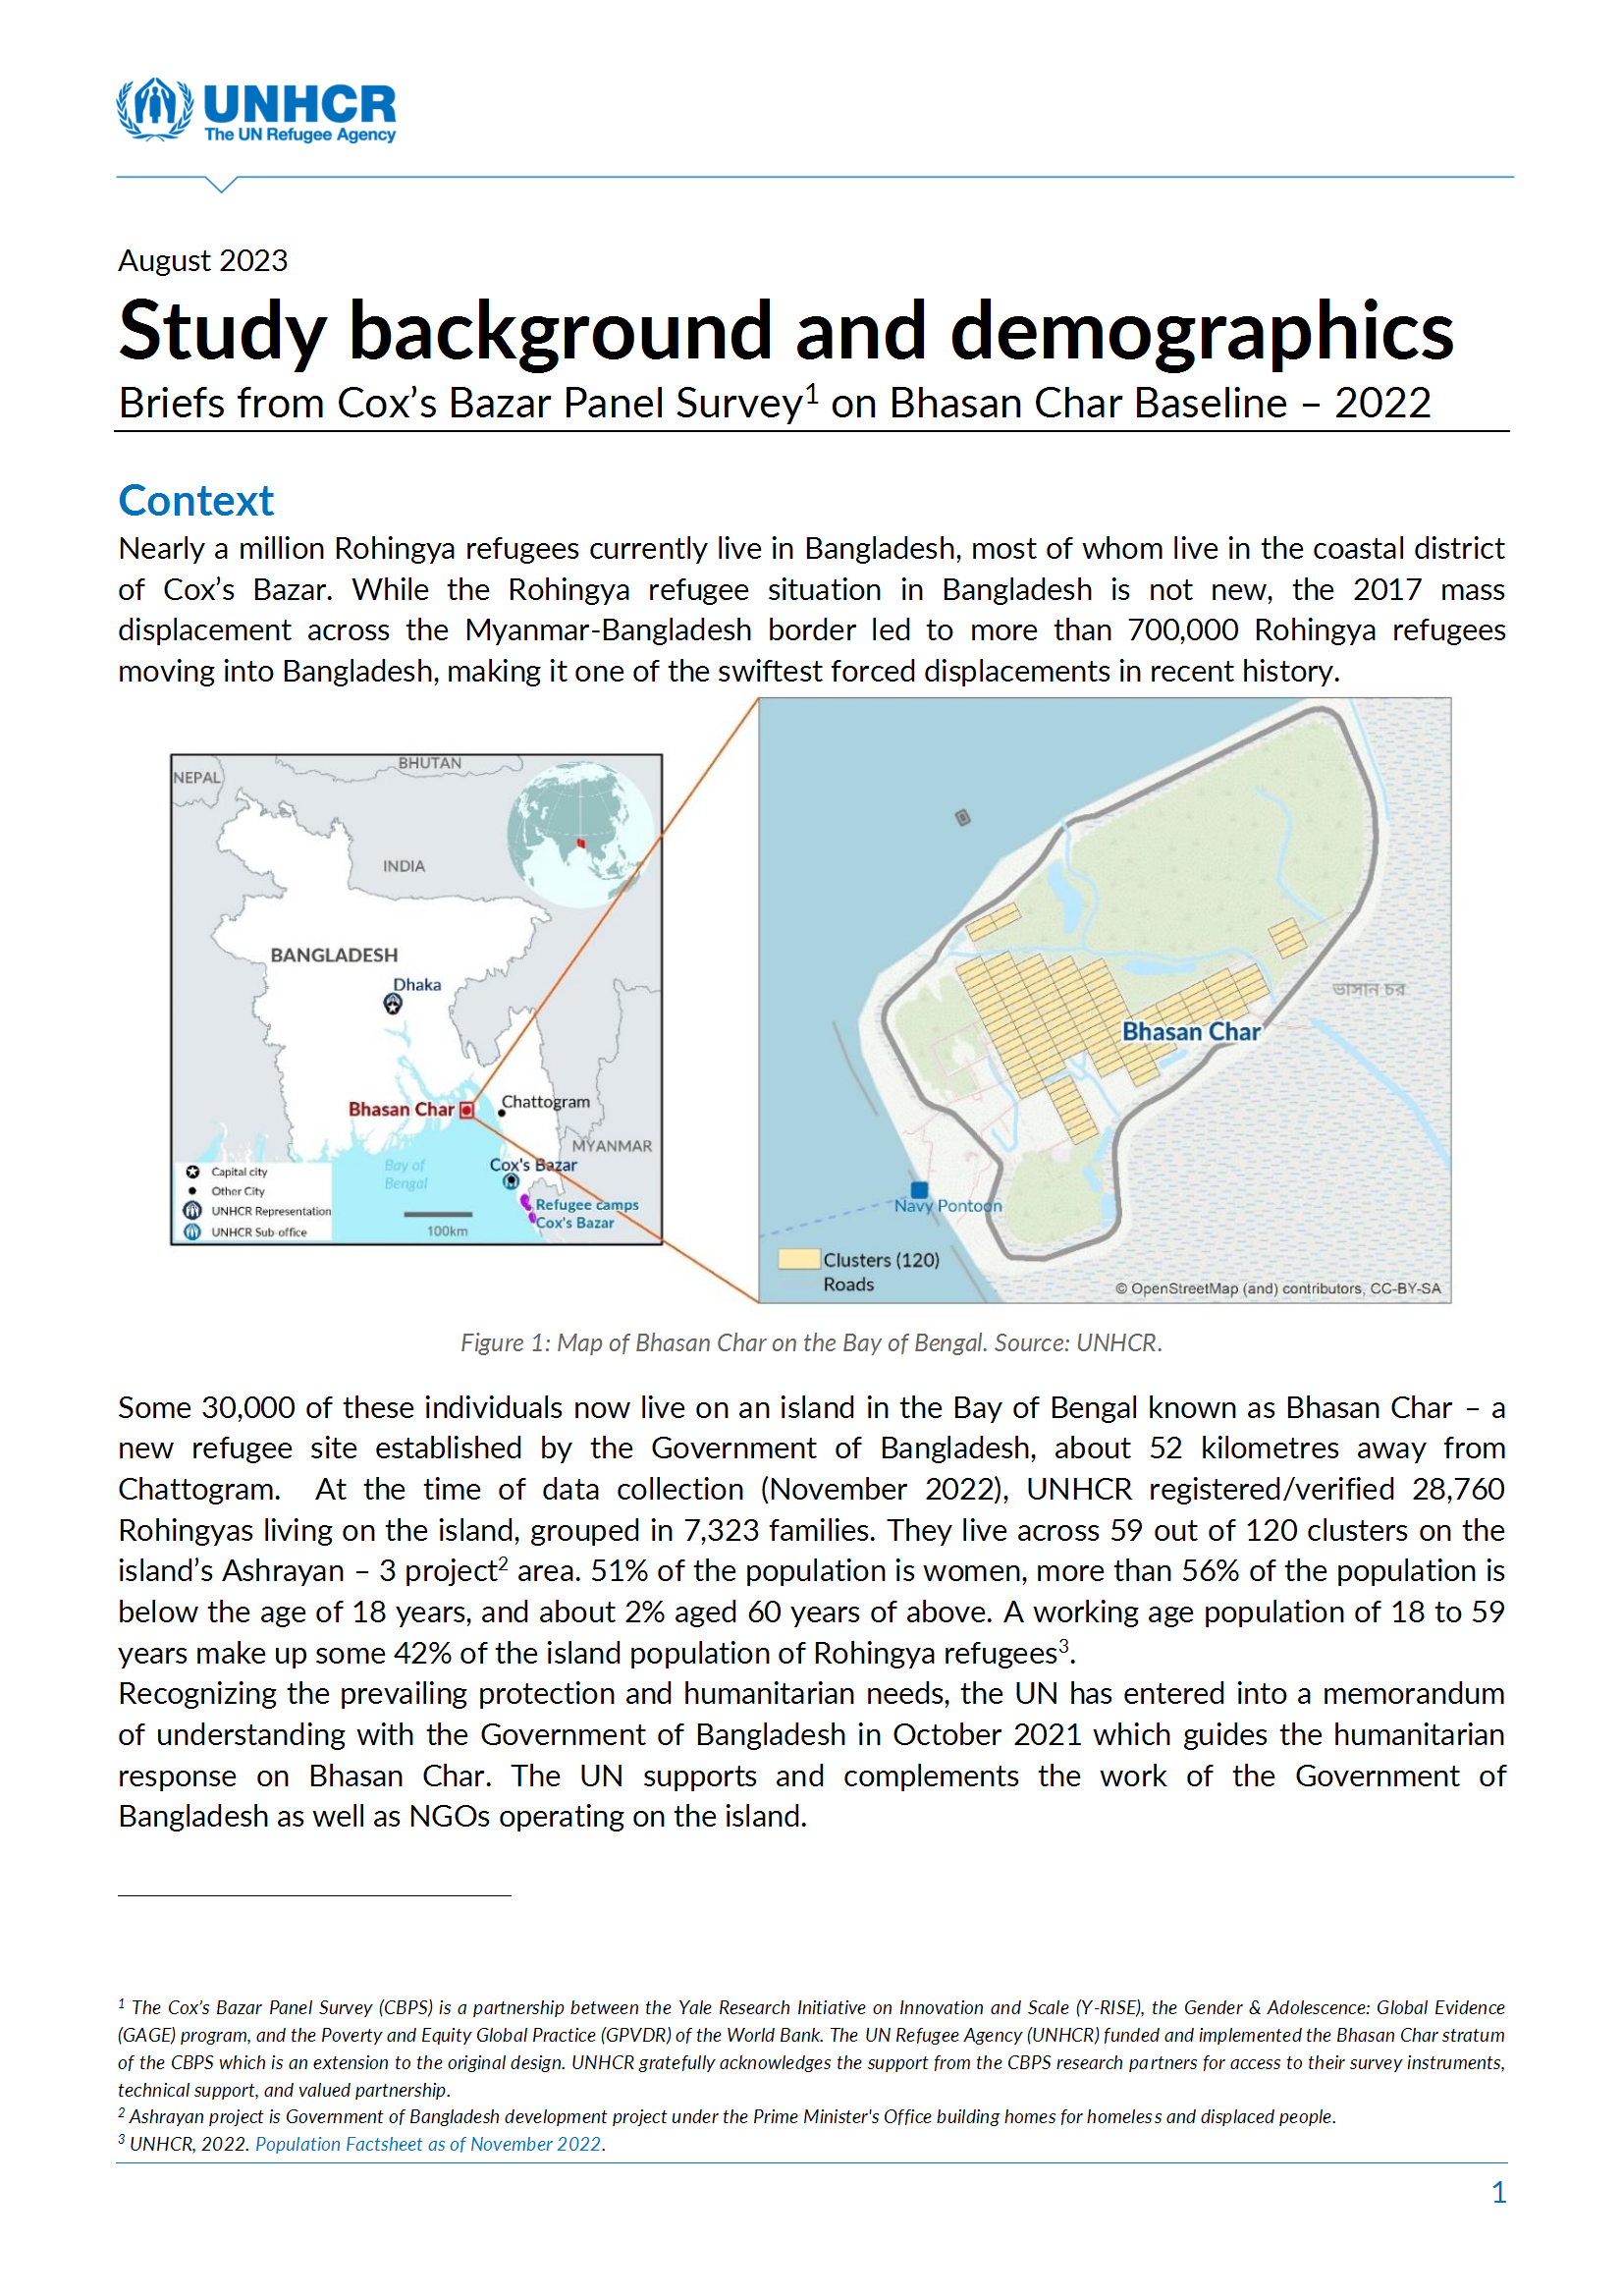 UNHCR
The UN Refugee Agency
August 2023
Study background and demographics
Briefs from Cox's Bazar Panel Survey1 on Bhasan Char Baseline – 2022
Context
Nearly a million Rohingya refugees currently live in Bangladesh, most of whom live in the coastal district
of Cox's Bazar. While the Rohingya refugee situation in Bangladesh is not new, the 2017 mass
displacement across the Myanmar-Bangladesh border led to more than 700,000 Rohingya refugees
moving into Bangladesh, making it one of the swiftest forced displacements in recent history.
NEPAL
BHUTAN
INDIA
BANGLADESH
Dhaka
Bhasan Char
Chattogram
MYANMAR
Bay of
Bengal
Cox's Bazar
Refugee camps
Cox's Bazar
Capital city
Other City
UNHCR Representation
UNHCR Sub-office
100km
ভাসান চর
Bhasan Char
Navy Pontoon
Clusters (120)
Roads
© OpenStreetMap (and) contributors, CC-BY-SA
Figure 1: Map of Bhasan Char on the Bay of Bengal. Source: UNHCR.
Some 30,000 of these individuals now live on an island in the Bay of Bengal known as Bhasan Char – a
new refugee site established by the Government of Bangladesh, about 52 kilometres away from
Chattogram. At the time of data collection (November 2022), UNHCR registered/verified 28,760
Rohingyas living on the island, grouped in 7,323 families. They live across 59 out of 120 clusters on the
island's Ashrayan – 3 project2 area. 51% of the population is women, more than 56% of the population is
below the age of 18 years, and about 2% aged 60 years of above. A working age population of 18 to 59
years make up some 42% of the island population of Rohingya refugees3.
Recognizing the prevailing protection and humanitarian needs, the UN has entered into a memorandum
of understanding with the Government of Bangladesh in October 2021 which guides the humanitarian
response on Bhasan Char. The UN supports and complements the work of the Government of
Bangladesh as well as NGOs operating on the island.
1 The Cox's Bazar Panel Survey (CBPS) is a partnership between the Yale Research Initiative on Innovation and Scale (Y-RISE), the Gender & Adolescence: Global Evidence
(GAGE) program, and the Poverty and Equity Global Practice (GPVDR) of the World Bank. The UN Refugee Agency (UNHCR) funded and implemented the Bhasan Char stratum
of the CBPS which is an extension to the original design. UNHCR gratefully acknowledges the support from the CBPS research partners for access to their survey instruments,
technical support, and valued partnership.
2 Ashrayan project is Government of Bangladesh development project under the Prime Minister's Office building homes for homeless and displaced people.
3 UNHCR, 2022. Population Factsheet as of November 2022.
1